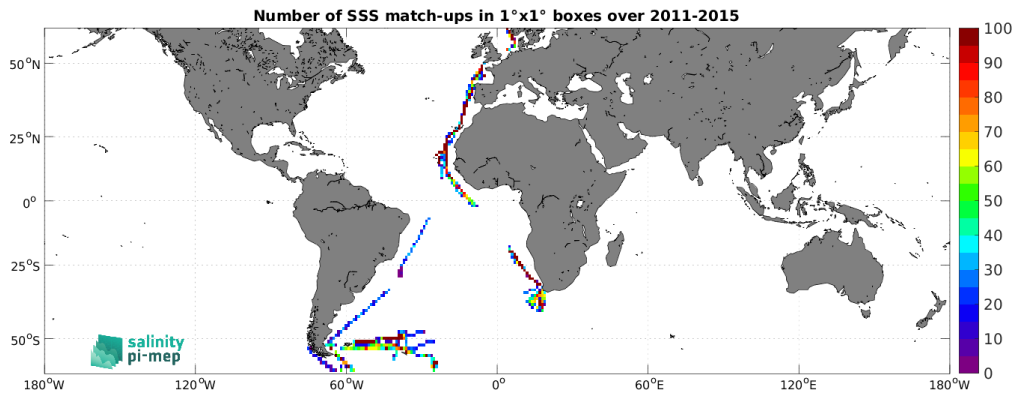 Number of SSS match-ups in 1°x1° boxes over 2011-2015
50°N
25°N
0°
25°S
50°S
180°W 120°W 60°W 0° 60°E 120°E 180°W
100
90
80
70
60
50
40
30
20
10
0
salinity
pi-mep